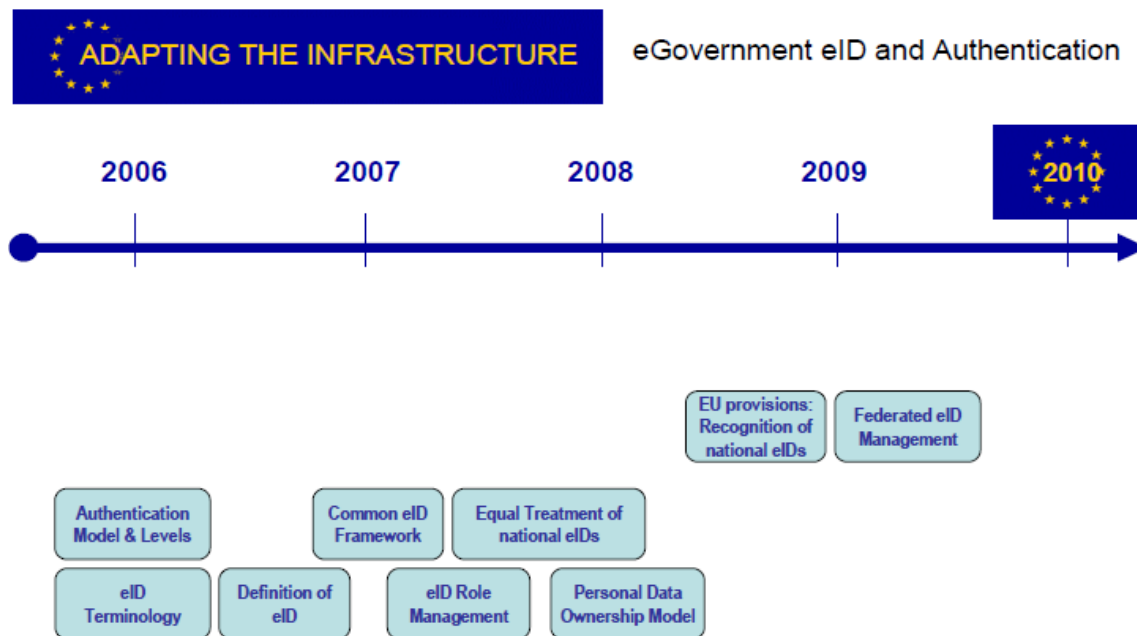 ADAPTING THE INFRASTRUCTURE
eGovernment eID and Authentication
2006
2007
2008
2009
2010
EU provisions:
Recognition of
national eIDs
Federated eID
Management
Authentication
Model & Levels
Common eID
Framework
Equal Treatment of
national eIDs
eID
Terminology
Definition of
eID
eID Role
Management
Personal Data
Ownership Model